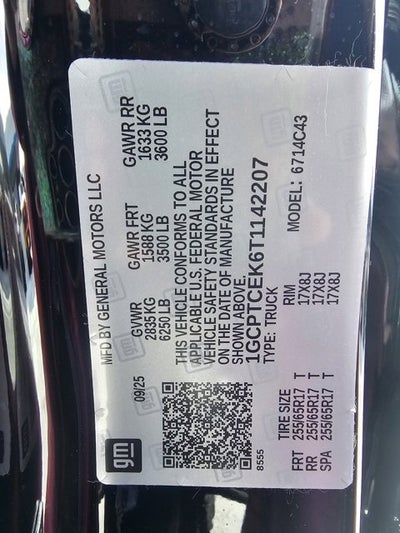 gm
09/25
MFD BY GENERAL MOTORS LLC
GVWR GAWR FRT GAWR RR
2835 KG 1588 KG 1633 KG
6250 LB 3500 LB 3600 LB
THIS VEHICLE CONFORMS TO ALL
APPLICABLE U.S. FEDERAL MOTOR
VEHICLE SAFETY STANDARDS IN EFFECT
ON THE DATE OF MANUFACTURE
SHOWN ABOVE.
1GCPTCEK6T1142207
TYPE: TRUCK MODEL: 6714C43
8555
TIRE SIZE RIM
FRT 255/65R17 T 17X8J
RR 255/65R17 T 17X8J
SPA 255/65R17 T 17X8J